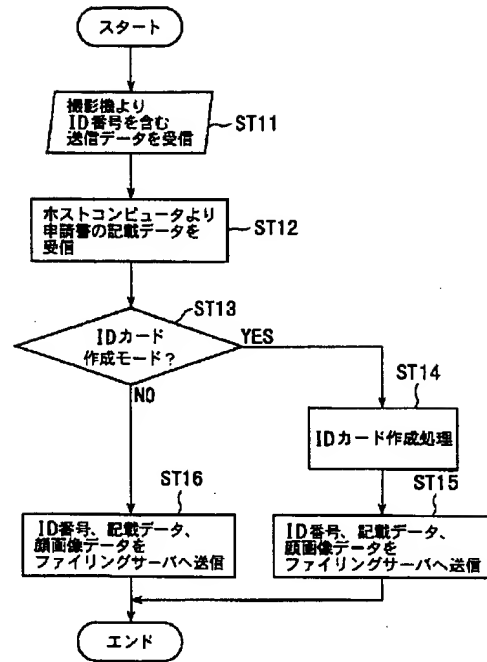 スタート
撮影機より
ID番号を含む
送信データを受信
ST11
ホストコンピュータより
申請書の記載データを
受信
ST12
ST13
IDカード
作成モード?
YES
NO
ST14
IDカード作成処理
ST16
ID番号、記載データ、
顔画像データを
ファイリングサーバへ送信
ST15
ID番号、記載データ、
顔画像データを
ファイリングサーバへ送信
エンド